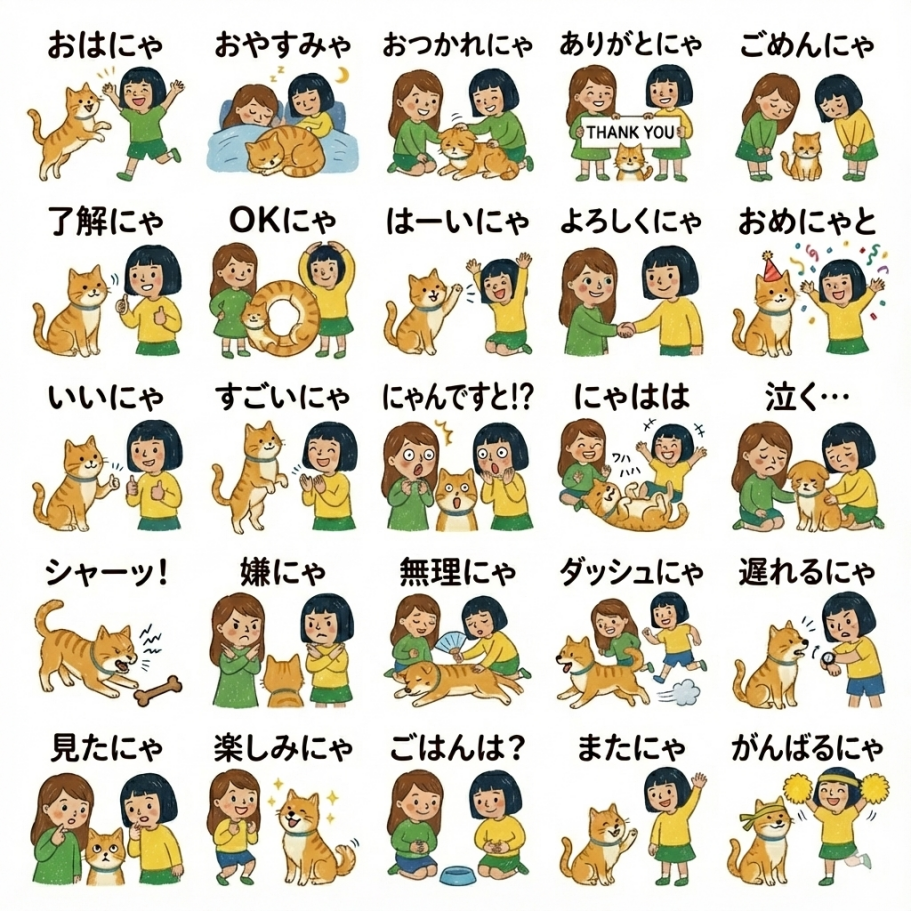 おはにゃ
おやすみゃ
おつかれにゃ
ありがとにゃ
THANK YOU
ごめんにゃ
了解にゃ
OKにゃ
はーいにゃ
よろしくにゃ
おめにゃと
いいにゃ
すごいにゃ
にゃんですと!?
にゃはは
ワハ
ハハハ
泣く…
シャーッ!
嫌にゃ
無理にゃ
ダッシュにゃ
遅れるにゃ
見たにゃ
楽しみにゃ
ごはんは?
またにゃ
がんばるにゃ